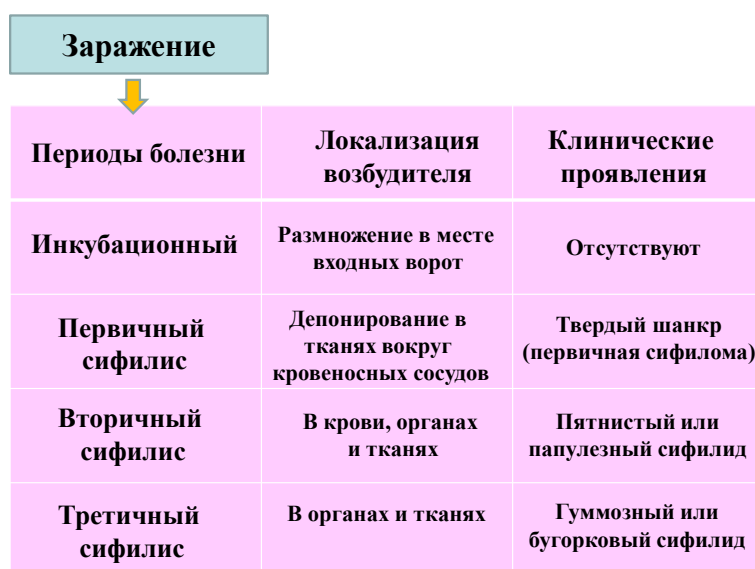 Заражение
Периоды болезни
Локализация
возбудителя
Клинические
проявления
Инкубационный
Размножение в месте
входных ворот
Отсутствуют
Первичный
сифилис
Депонирование в
тканях вокруг
кровеносных сосудов
Твердый шанкр
(первичная сифилома)
Вторичный
сифилис
В крови, органах
и тканях
Пятнистый или
папулезный сифилид
Третичный
сифилис
В органах и тканях
Гуммозный или
бугорковый сифилид